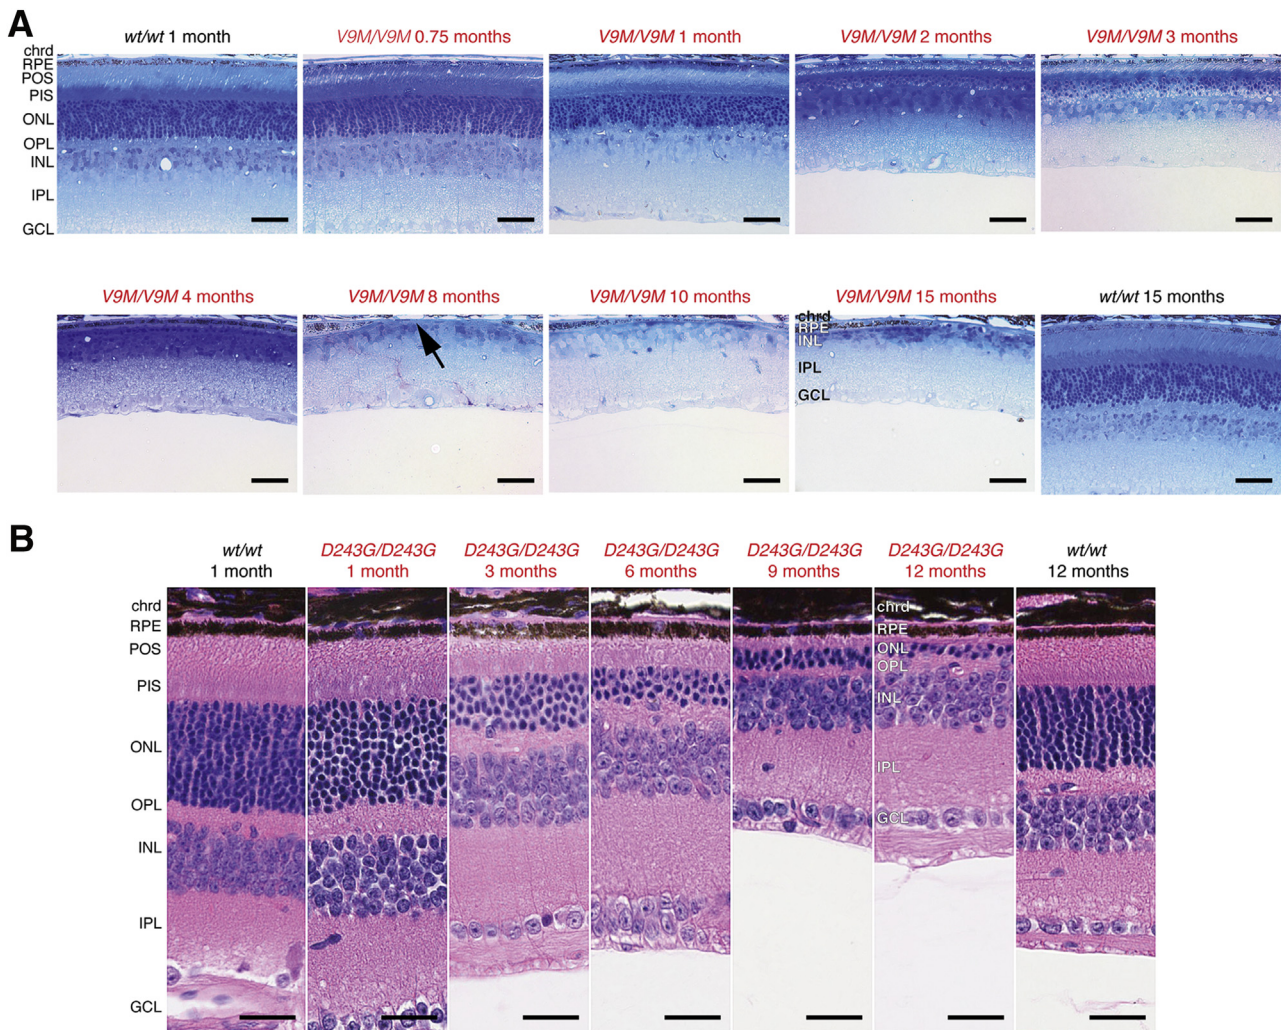 A
wt/wt 1 month
V9M/V9M 0.75 months
V9M/V9M 1 month
V9M/V9M 2 months
V9M/V9M 3 months
chrd
RPE
POS
PIS
ONL
OPL
INL
IPL
GCL
V9M/V9M 4 months
V9M/V9M 8 months
V9M/V9M 10 months
V9M/V9M 15 months
wt/wt 15 months
chrd
RPE
INL
IPL
GCL
B
wt/wt
1 month
D243G/D243G
1 month
D243G/D243G
3 months
D243G/D243G
6 months
D243G/D243G
9 months
D243G/D243G
12 months
wt/wt
12 months
chrd
RPE
POS
PIS
ONL
OPL
INL
IPL
GCL
chrd
RPE
ONL
OPL
INL
IPL
GCL